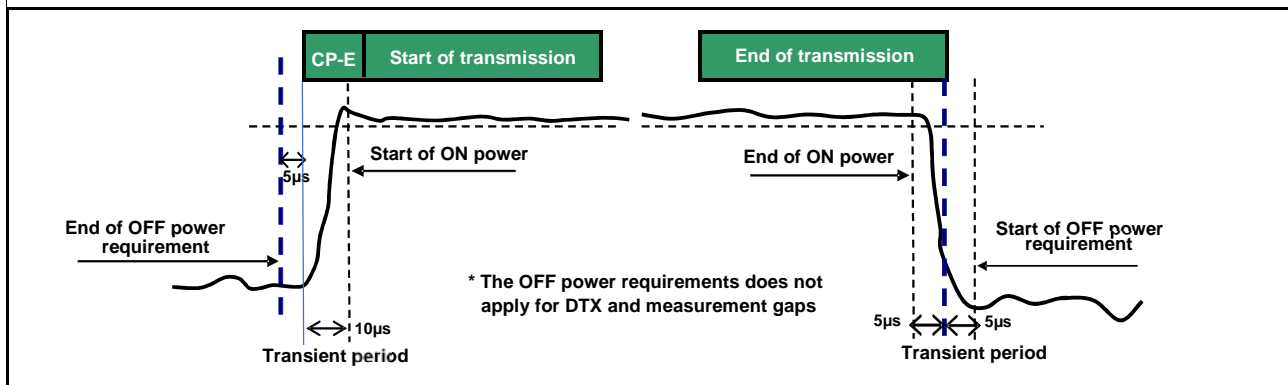 CP-E
Start of transmission
End of transmission
Start of ON power
End of ON power
5µs
End of OFF power
requirement
Start of OFF power
requirement
* The OFF power requirements does not
apply for DTX and measurement gaps
10µs
5µs
5µs
Transient period
Transient period